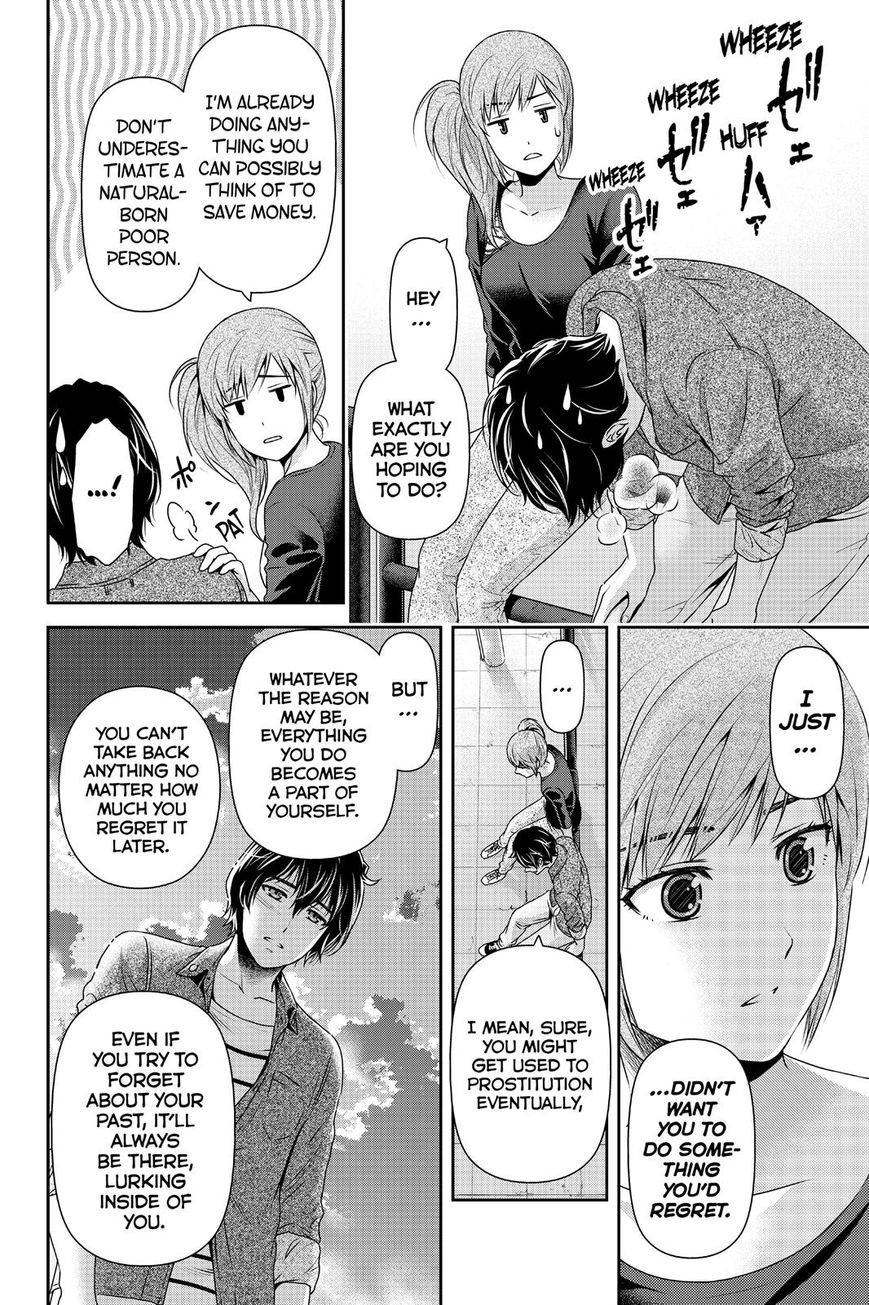 WHEEZE
ゼェ
HUFF
ハァ
WHEEZE
ゼェ
WHEEZE
ゼェ
HEY
...
WHAT
EXACTLY
ARE YOU
HOPING
TO DO?
I'M ALREADY
DOING ANY-
THING YOU
CAN POSSIBLY
THINK OF TO
SAVE MONEY.
DON'T
UNDERES-
TIMATE A
NATURAL-
BORN
POOR
PERSON.
ポン
PAT
...!
I
JUST
...
...DIDN'T
WANT
YOU TO
DO SOME-
THING
YOU'D
REGRET.
...
I MEAN, SURE,
YOU MIGHT
GET USED TO
PROSTITUTION
EVENTUALLY,
BUT
...
WHATEVER
THE REASON
MAY BE,
EVERYTHING
YOU DO
BECOMES
A PART OF
YOURSELF.
YOU CAN'T
TAKE BACK
ANYTHING NO
MATTER HOW
MUCH YOU
REGRET IT
LATER.
EVEN IF
YOU TRY TO
FORGET
ABOUT YOUR
PAST, IT'LL
ALWAYS
BE THERE,
LURKING
INSIDE OF
YOU.